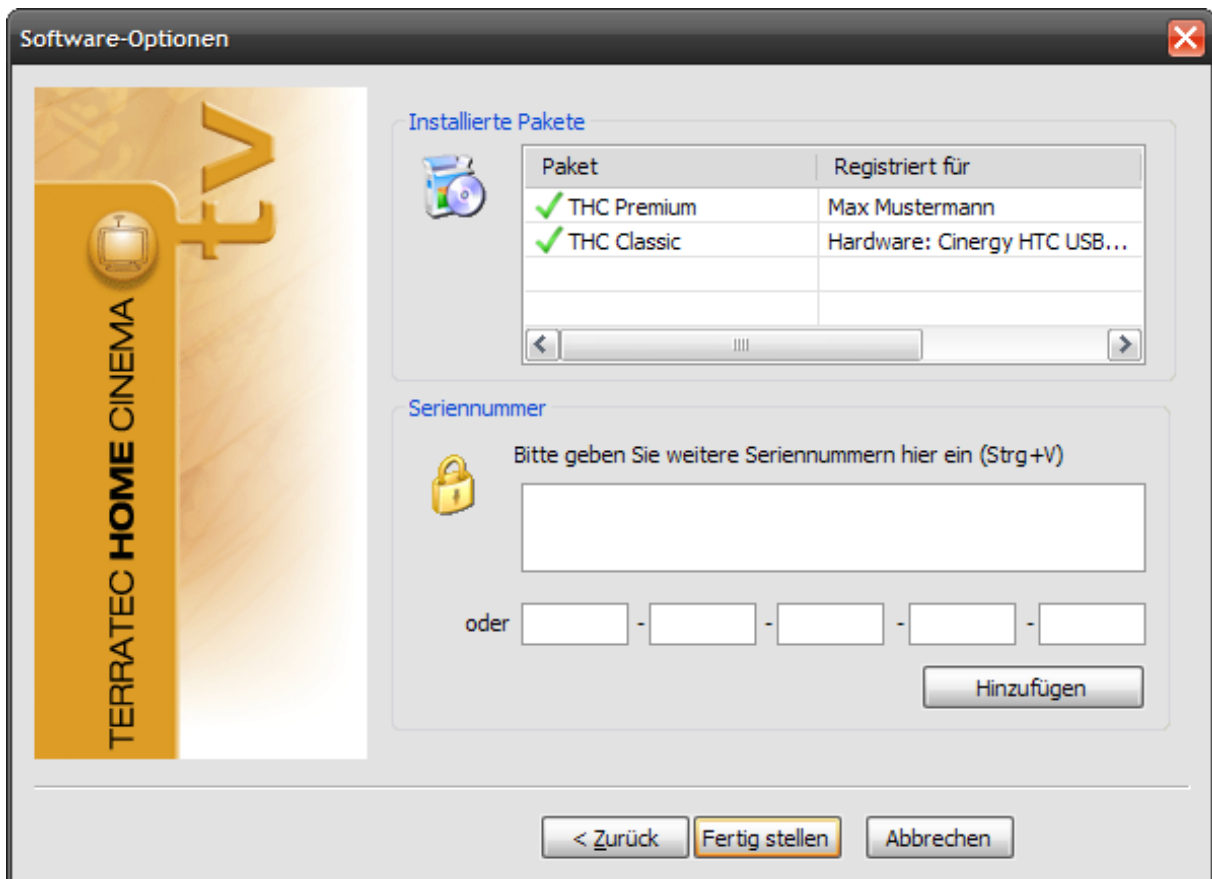 Software-Optionen
tv
TERRATEC HOME CINEMA
Installierte Pakete
Paket Registriert für
THC Premium Max Mustermann
THC Classic Hardware: Cinergy HTC USB...
Seriennummer
Bitte geben Sie weitere Seriennummern hier ein (Strg+V)
oder - - - -
Hinzufügen
< Zurück Fertig stellen Abbrechen